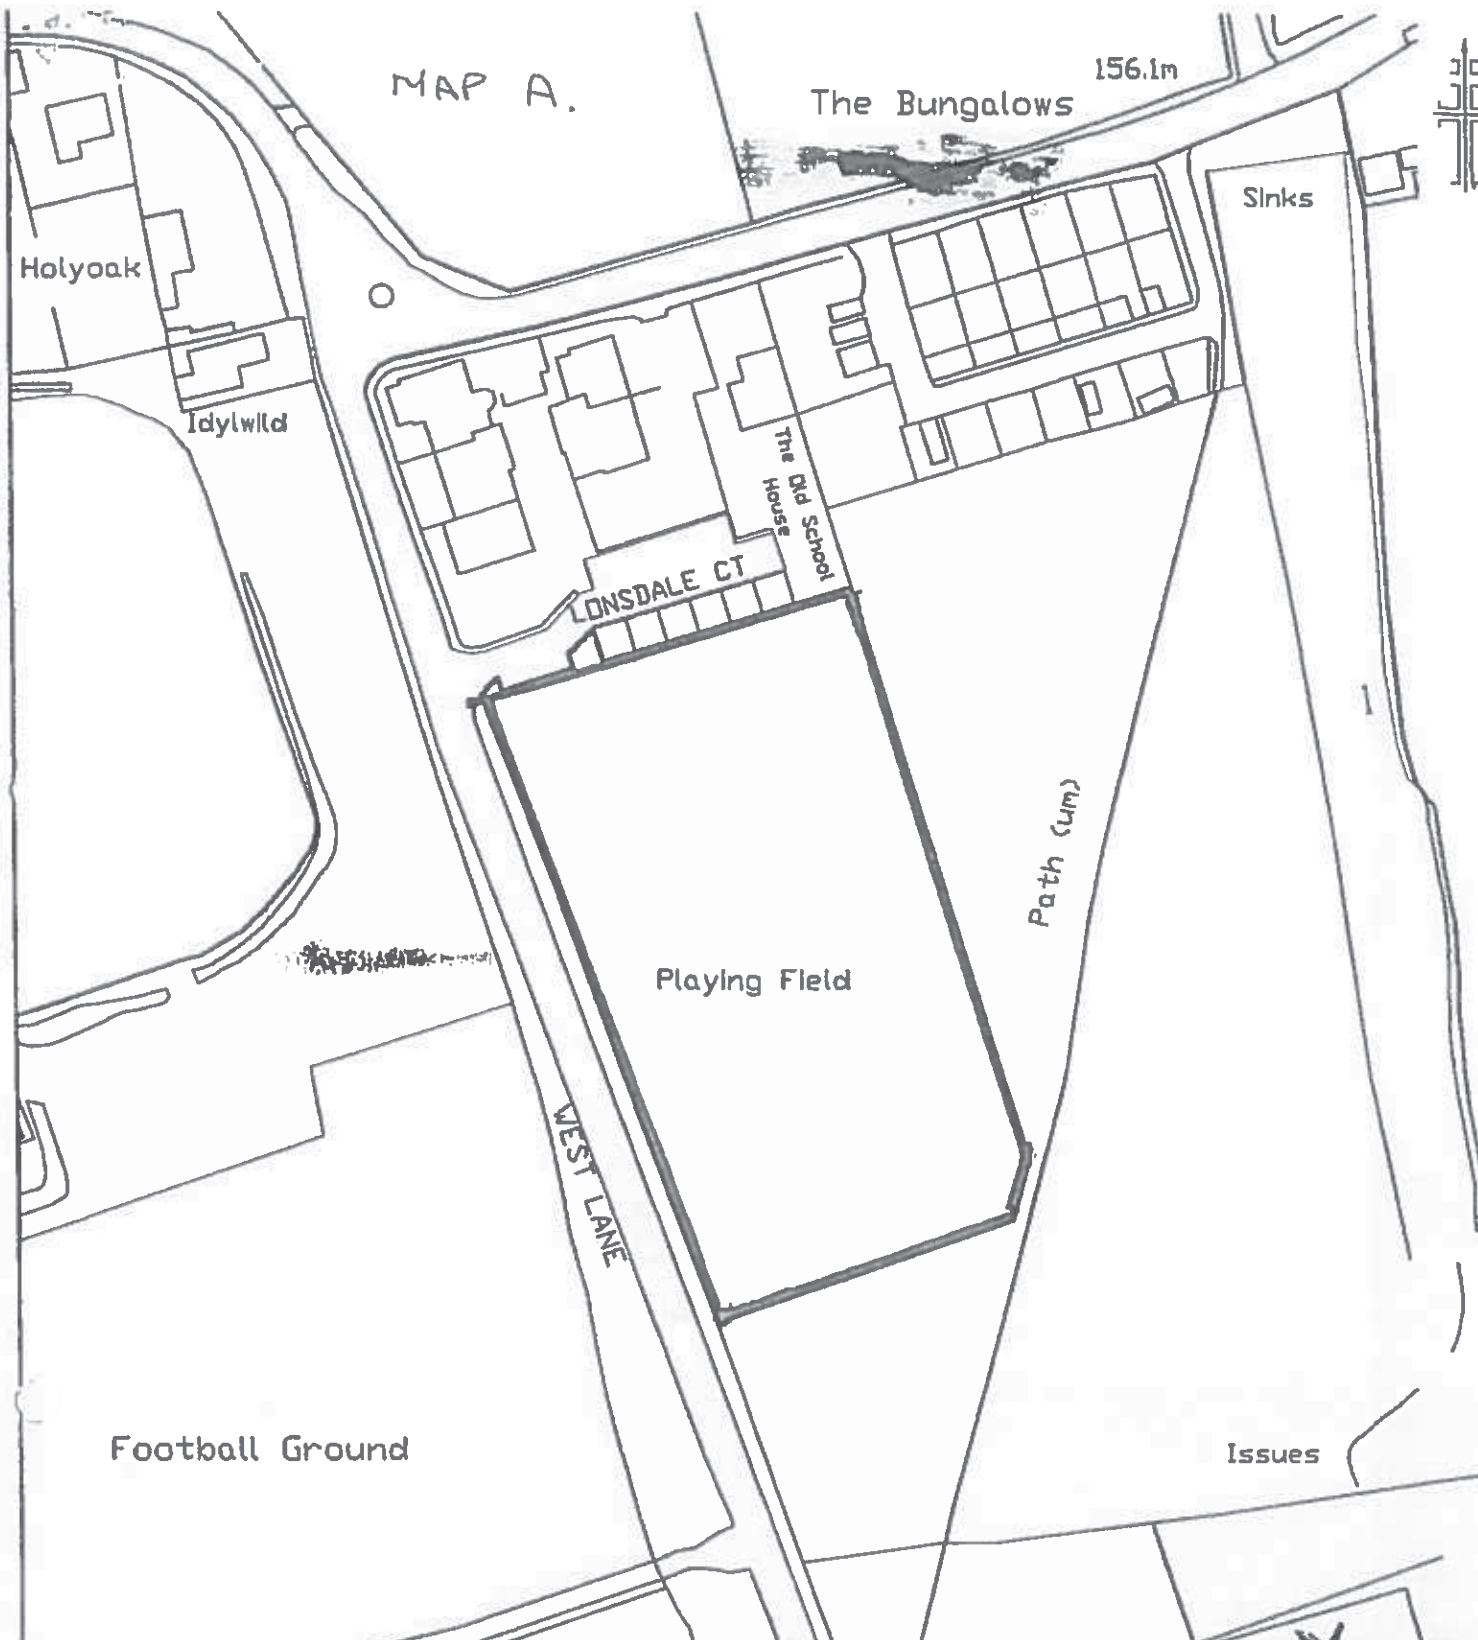 MAP A.
156.1m
The Bungalows
Sinks
Holyoak
Idylwild
The Old School
House
LONSDALE CT
Path (um)
Playing Field
WEST LANE
Football Ground
Issues